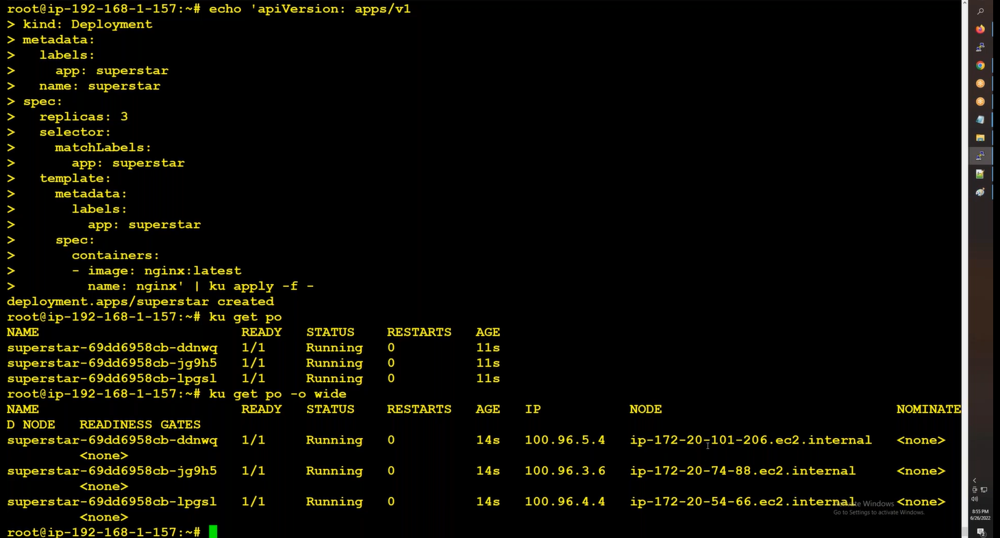 root@ip-192-168-1-157:~# echo 'apiVersion: apps/v1
> kind: Deployment
> metadata:
>   labels:
>     app: superstar
>   name: superstar
> spec:
>   replicas: 3
>   selector:
>     matchLabels:
>       app: superstar
>   template:
>     metadata:
>       labels:
>         app: superstar
>     spec:
>       containers:
>       - image: nginx:latest
>         name: nginx' | ku apply -f -
deployment.apps/superstar created
root@ip-192-168-1-157:~# ku get po
NAME                         READY   STATUS    RESTARTS   AGE
superstar-69dd6958cb-ddnwq   1/1     Running   0          11s
superstar-69dd6958cb-jg9h5   1/1     Running   0          11s
superstar-69dd6958cb-lpgsl   1/1     Running   0          11s
root@ip-192-168-1-157:~# ku get po -o wide
NAME                         READY   STATUS    RESTARTS   AGE   IP           NODE                             NOMINATE
D NODE   READINESS GATES
superstar-69dd6958cb-ddnwq   1/1     Running   0          14s   100.96.5.4   ip-172-20-101-206.ec2.internal   <none>
         <none>
superstar-69dd6958cb-jg9h5   1/1     Running   0          14s   100.96.3.6   ip-172-20-74-88.ec2.internal     <none>
         <none>
superstar-69dd6958cb-lpgsl   1/1     Running   0          14s   100.96.4.4   ip-172-20-54-66.ec2.internal     <none>
         <none>
root@ip-192-168-1-157:~#
Activate Windows
Go to Settings to activate Windows.
8:55 PM
6/26/2022
2